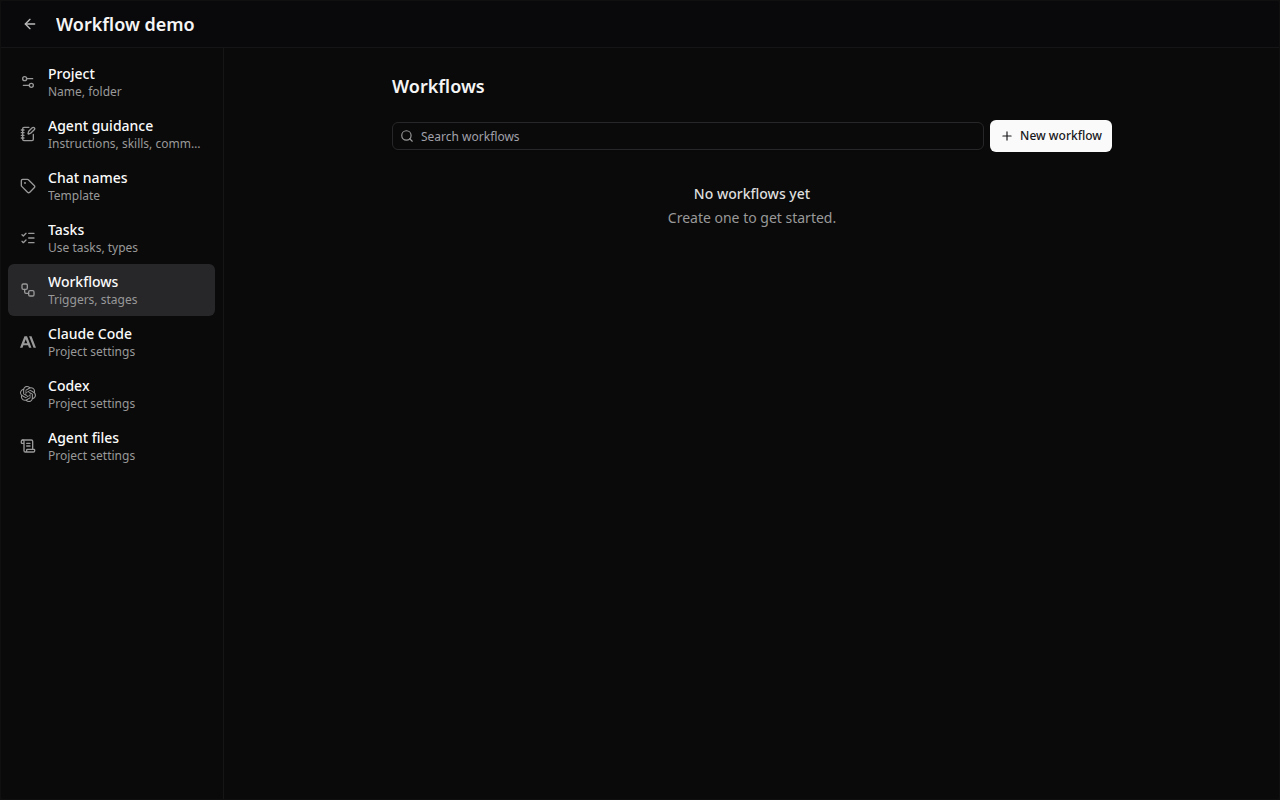 Workflow demo
Project
Name, folder
Agent guidance
Instructions, skills, comm...
Chat names
Template
Tasks
Use tasks, types
Workflows
Triggers, stages
Claude Code
Project settings
Codex
Project settings
Agent files
Project settings
Workflows
Search workflows
New workflow
No workflows yet
Create one to get started.